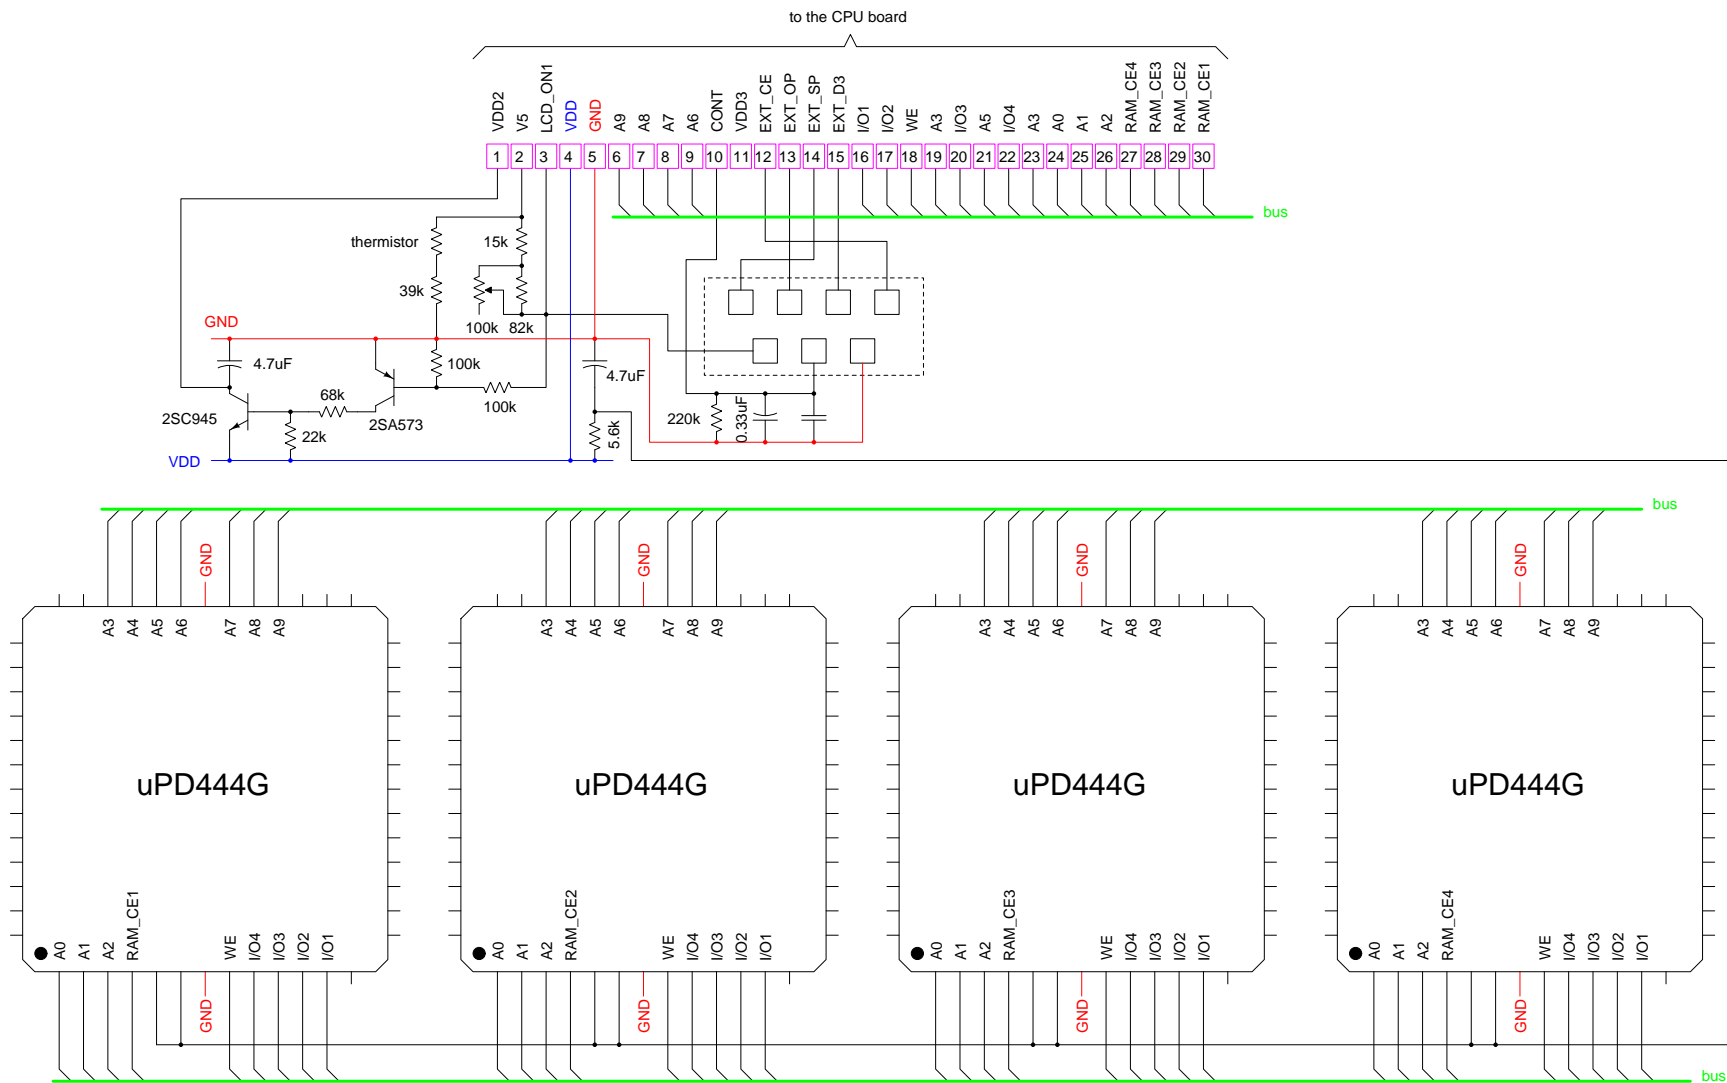 to the CPU board
VDD2 V5 LCD_ON1 VDD GND A9 A8 A7 A6 CONT VDD3 EXT_CE EXT_OP EXT_SP EXT_D3 I/O1 I/O2 WE A3 I/O3 A5 I/O4 A3 A0 A1 A2 RAM_CE4 RAM_CE3 RAM_CE2 RAM_CE1
1 2 3 4 5 6 7 8 9 10 11 12 13 14 15 16 17 18 19 20 21 22 23 24 25 26 27 28 29 30
bus
thermistor 15k
39k
GND 100k 82k
4.7uF 100k 4.7uF
68k 100k
2SC945 2SA573 220k 0.33uF
22k 5.6k
VDD
bus
GND GND GND GND
A3 A4 A5 A6 A7 A8 A9 A3 A4 A5 A6 A7 A8 A9 A3 A4 A5 A6 A7 A8 A9 A3 A4 A5 A6 A7 A8 A9
uPD444G uPD444G uPD444G uPD444G
A0 A1 A2 RAM_CE1 WE I/O4 I/O3 I/O2 I/O1 A0 A1 A2 RAM_CE2 WE I/O4 I/O3 I/O2 I/O1 A0 A1 A2 RAM_CE3 WE I/O4 I/O3 I/O2 I/O1 A0 A1 A2 RAM_CE4 WE I/O4 I/O3 I/O2 I/O1
GND GND GND GND
bus